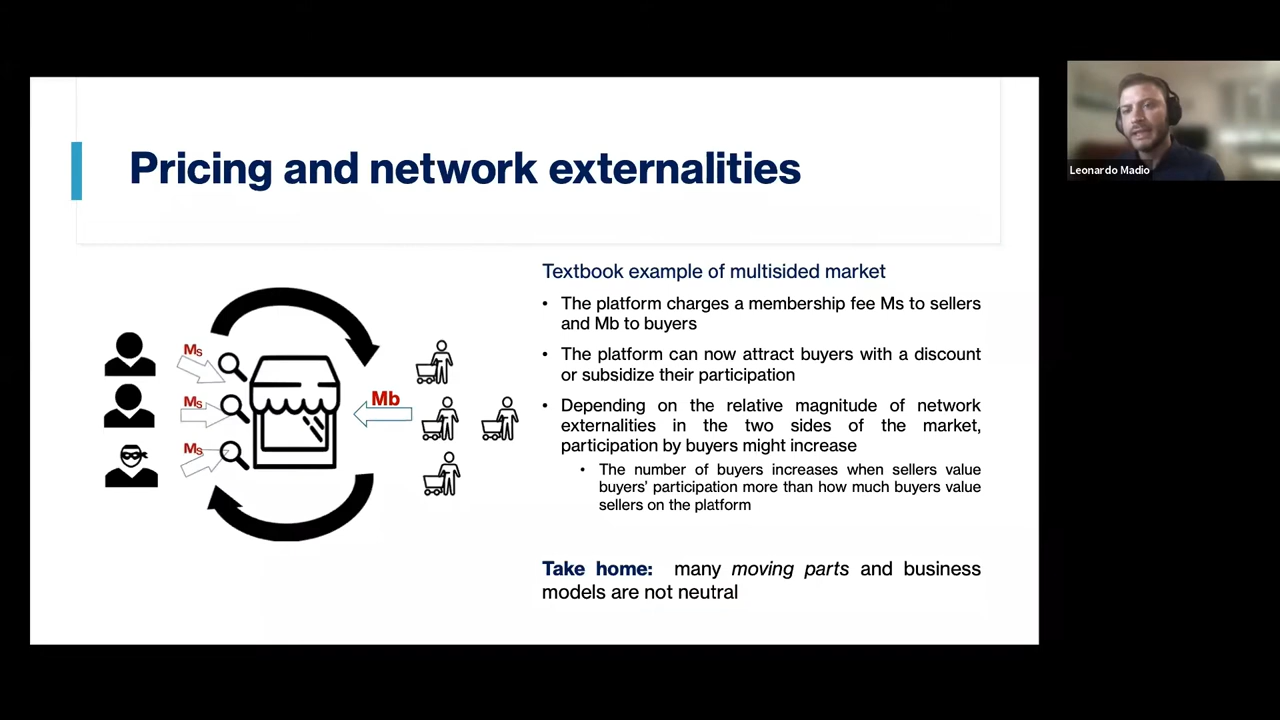 Pricing and network externalities
Leonardo Madio
Ms
Ms
Ms
Mb
Textbook example of multisided market
• The platform charges a membership fee Ms to sellers
and Mb to buyers
• The platform can now attract buyers with a discount
or subsidize their participation
• Depending on the relative magnitude of network
externalities in the two sides of the market,
participation by buyers might increase
• The number of buyers increases when sellers value
buyers' participation more than how much buyers value
sellers on the platform
Take home: many moving parts and business
models are not neutral